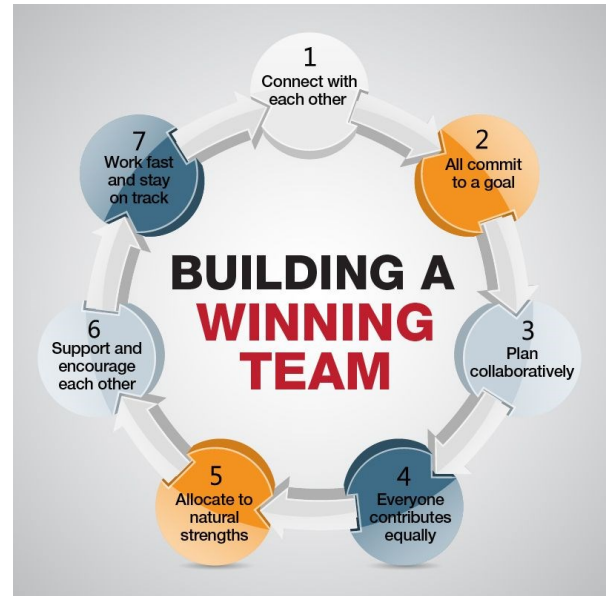 1
Connect with
each other
2
All commit
to a goal
3
Plan
collaboratively
4
Everyone
contributes
equally
5
Allocate to
natural
strengths
6
Support and
encourage
each other
7
Work fast
and stay
on track
BUILDING A
WINNING
TEAM